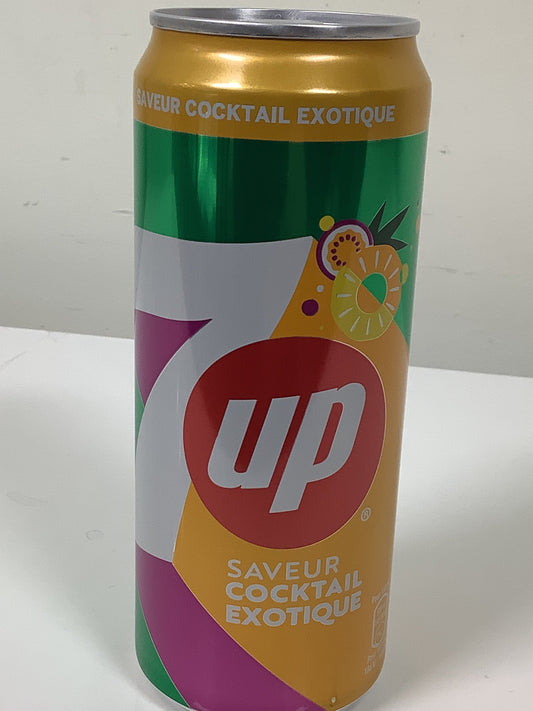 SAVEUR COCKTAIL EXOTIQUE
7
up
®
SAVEUR
COCKTAIL
EXOTIQUE